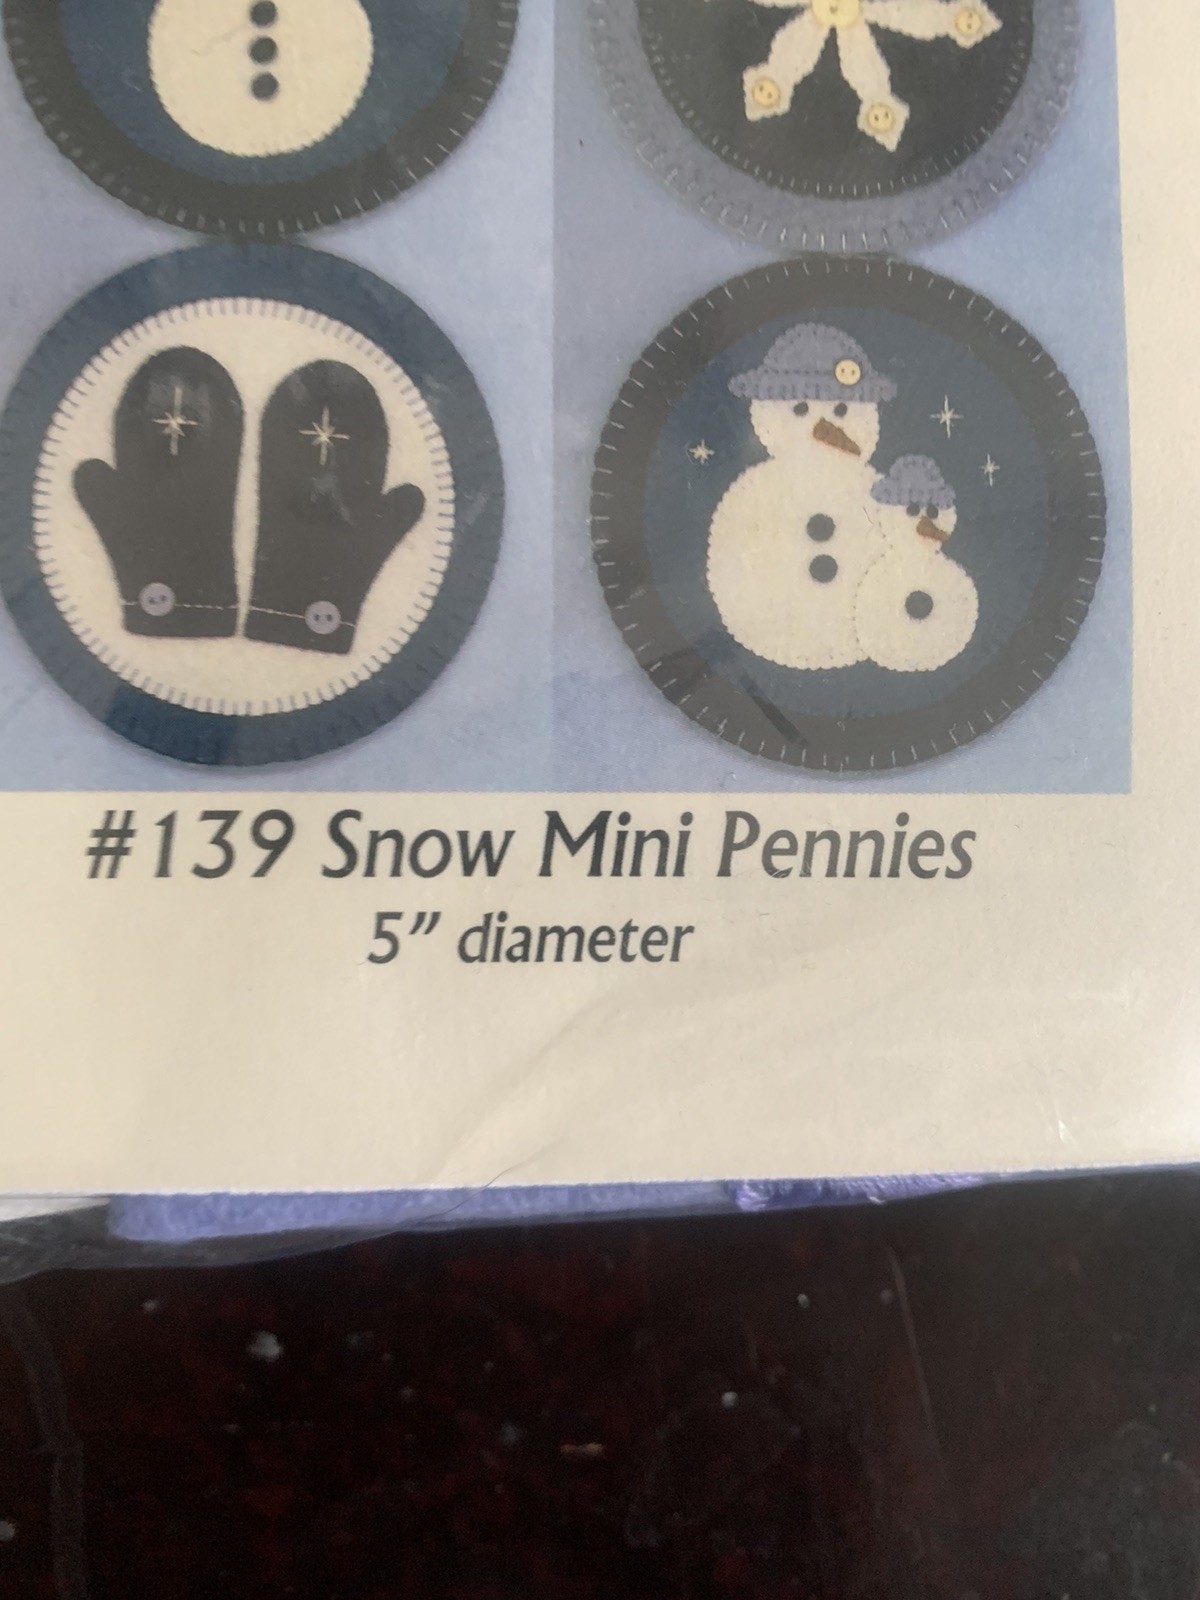 #139 Snow Mini Pennies
5” diameter